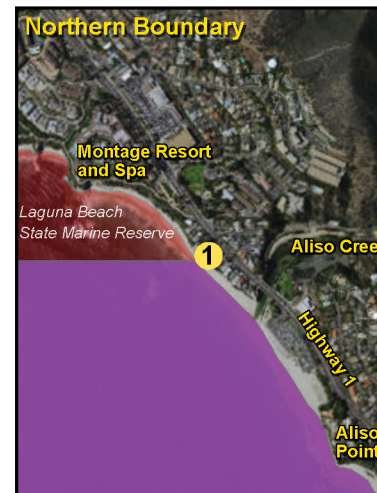 Northern Boundary
Montage Resort
and Spa
Laguna Beach
State Marine Reserve
1
Aliso Cree
Highway 1
Aliso
Point